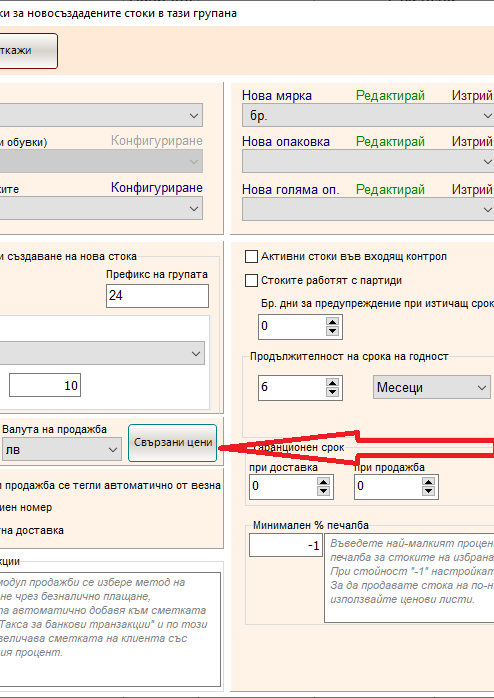 ки за новосъздадените стоки в тази групана
ткажи
и обувки) Конфигуриране
ките Конфигуриране
Нова мярка Редактирай Изтрий
бр.
Нова опаковка Редактирай Изтрий
Нова голяма оп. Редактирай Изтрий
и създаване на нова стока
Префикс на групата
24
10
Активни стоки във входящ контрол
Стоките работят с партиди
Бр. дни за предупреждение при изтичащ срок
0
Продължителност на срока на годност
6 Месеци
Валута на продажба
лв Свързани цени
и продажба се тегли автоматично от везна
иен номер
на доставка
Гаранционен срок
при доставка при продажба
0 0
Минимален % печалба
-1
Въведете най-малкият процен
печалба за стоките на избрана
При стойност "-1" настройкат
За да продавате стока на по-н
използвайте ценови листи.
кции
модул продажби се избере метод на
не чрез безналично плащане,
та автоматично добавя към сметката
"Такса за банкови транзакции" и по този
величава сметката на клиента със
ия процент.